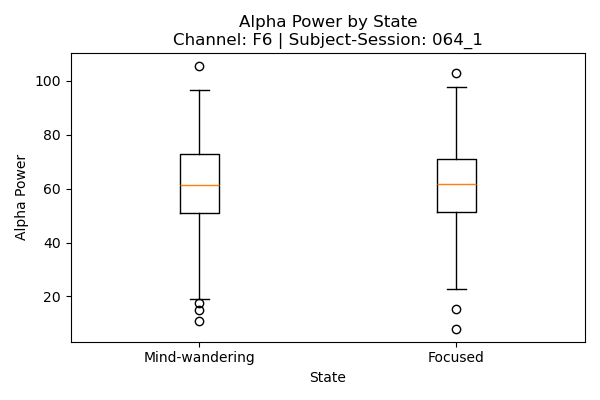 Alpha Power by State
Channel: F6 | Subject-Session: 064_1
Alpha Power
100
80
60
40
20
Mind-wandering
Focused
State